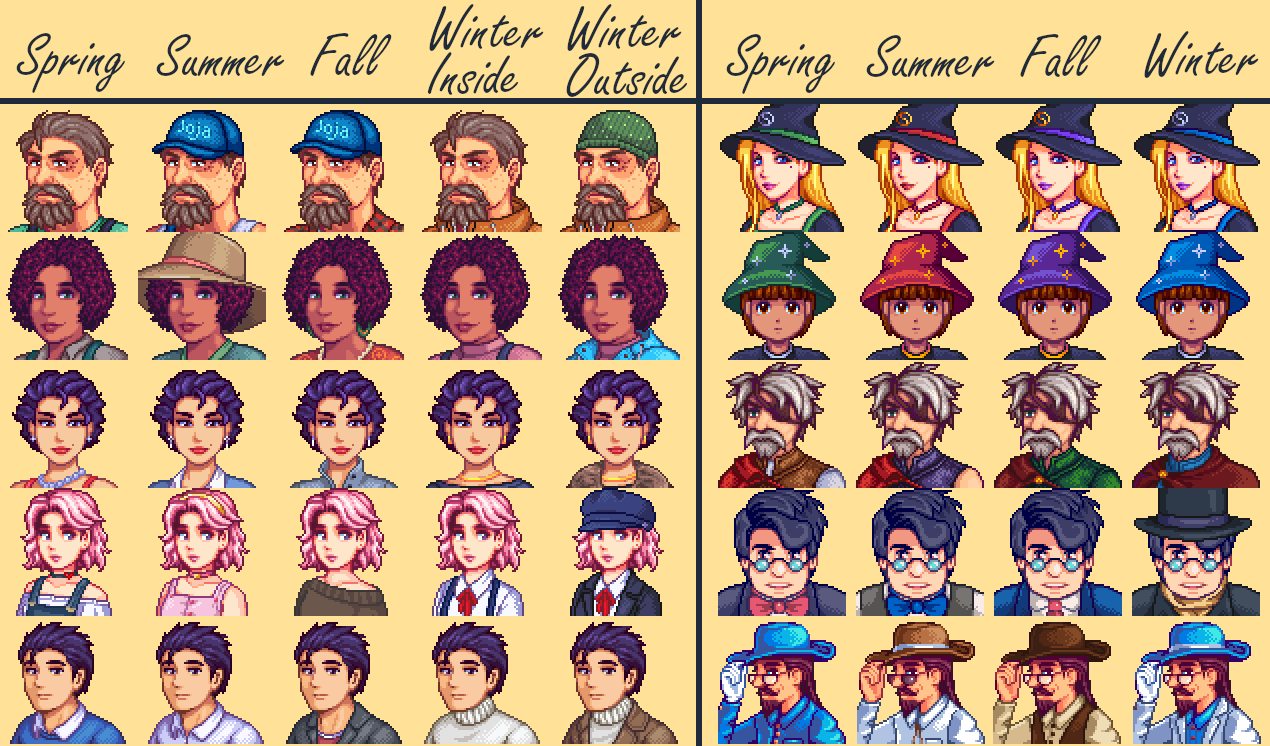 Spring
Summer
Fall
Winter
Inside
Winter
Outside
Spring
Summer
Fall
Winter
Joja
Joja
S
S
S
S